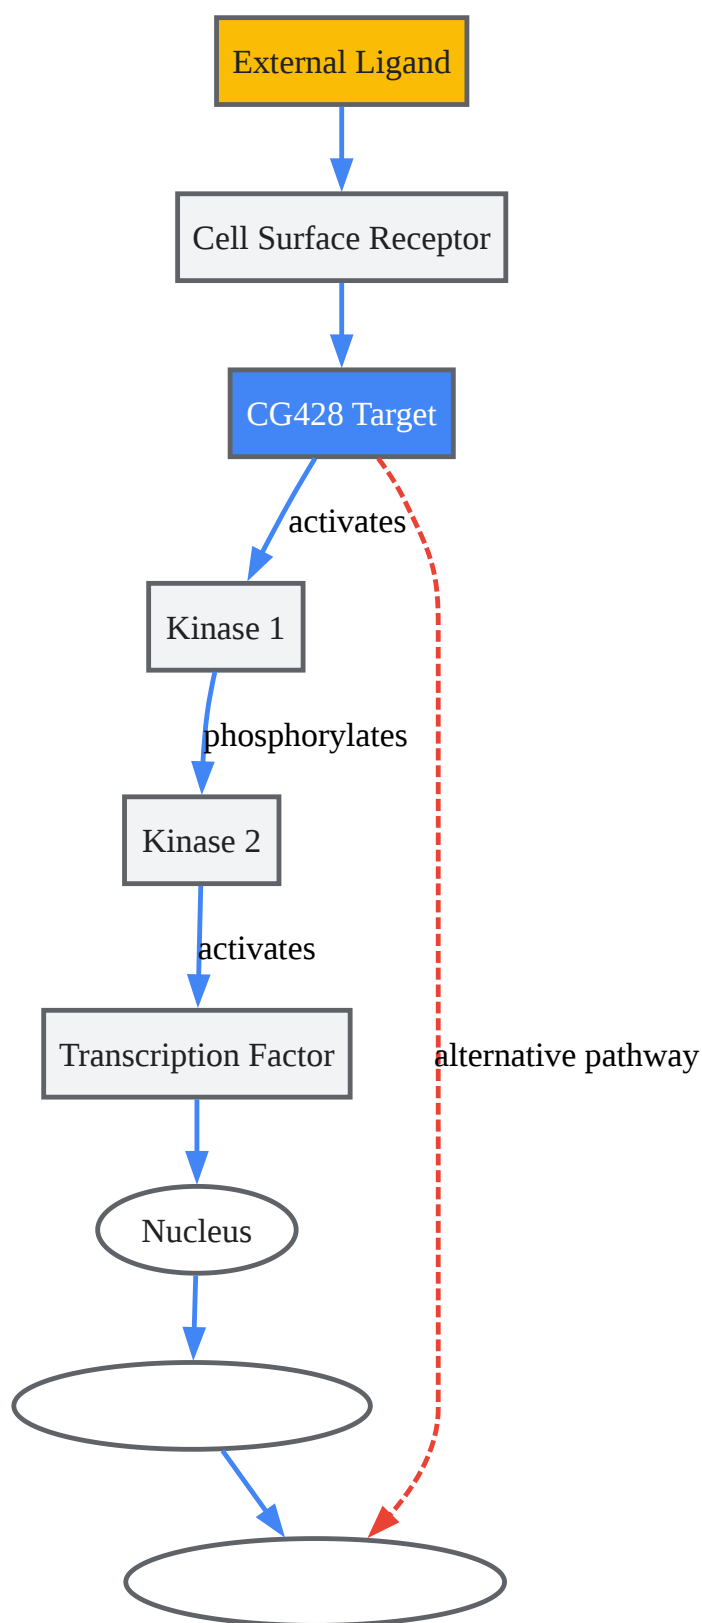 External Ligand
Cell Surface Receptor
CG428 Target
activates
Kinase 1
phosphorylates
Kinase 2
activates
Transcription Factor
alternative pathway
Nucleus